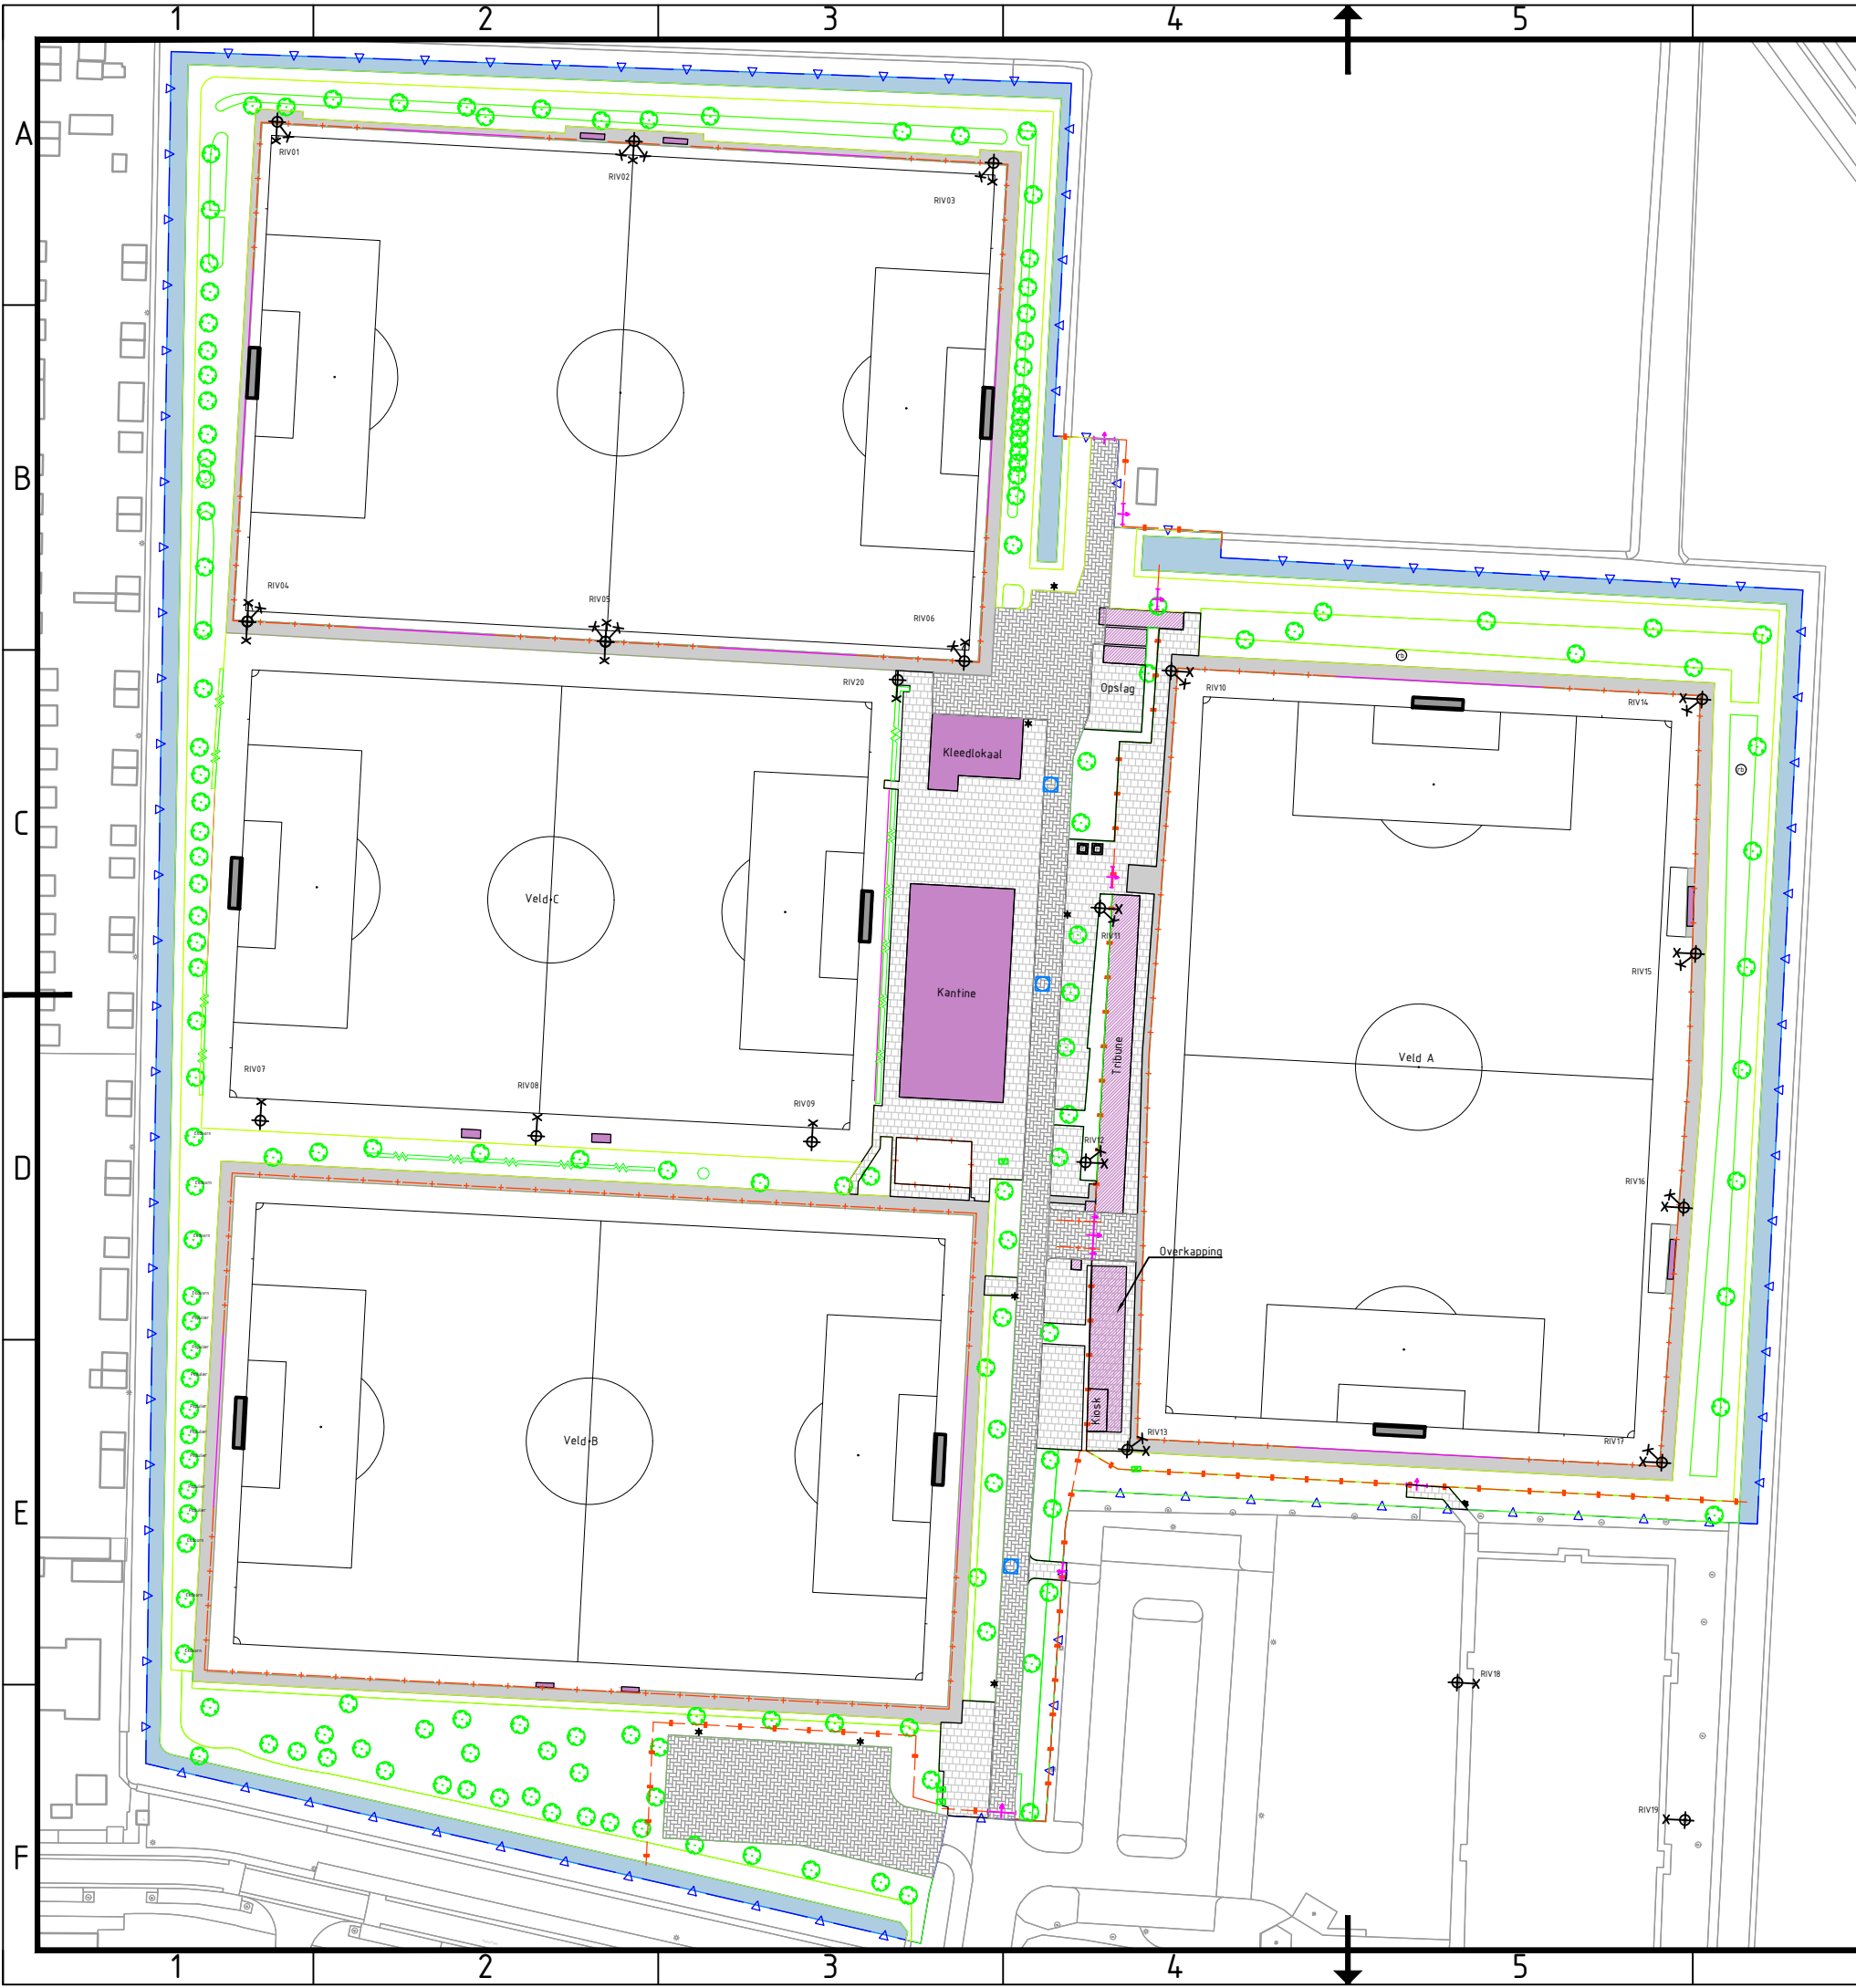 1 2 3 4 5
A
RIV01
RIV02
RIV03
B
RIV04
RIV05
RIV06
RIV20
Opslag
RIV10
RIV14
Kleedlokaal
C
Veld C
RIV11
RIV15
Kantine
Tribune
Veld A
RIV07
RIV08
RIV09
RIV12
D
RIV16
Overkapping
Kiosk
RIV13
Veld B
RIV17
E
RIV18
RIV19
F
1 2 3 4 5